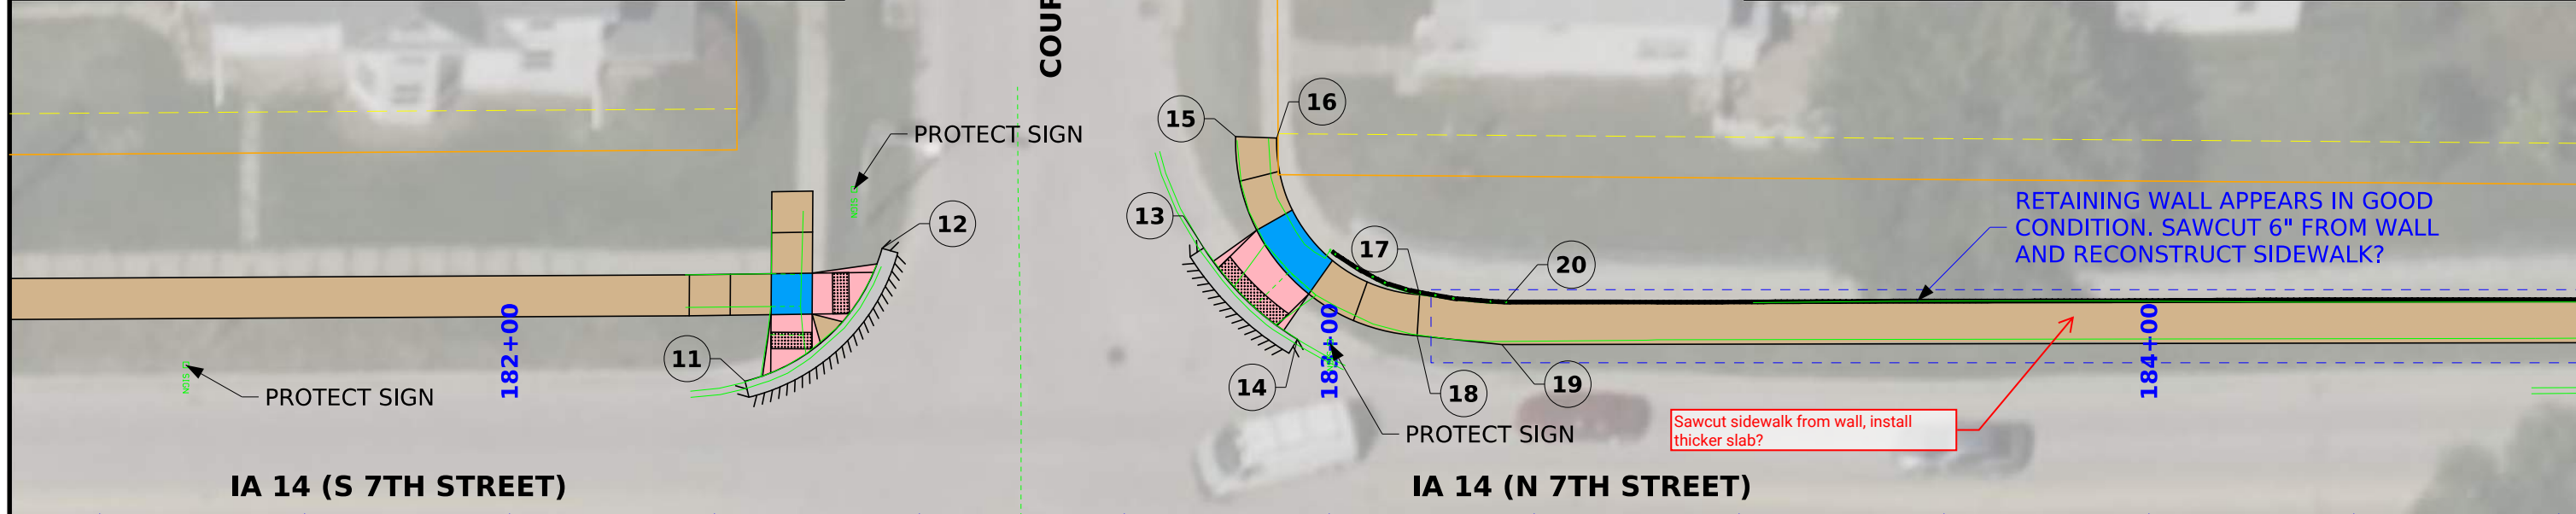 COUR
16
15
PROTECT SIGN
SIGN
RETAINING WALL APPEARS IN GOOD
CONDITION. SAWCUT 6" FROM WALL
AND RECONSTRUCT SIDEWALK?
13
12
17
20
182+00
183+00
184+00
11
SIGN
PROTECT SIGN
14
18
19
PROTECT SIGN
Sawcut sidewalk from wall, install
thicker slab?
IA 14 (S 7TH STREET)
IA 14 (N 7TH STREET)